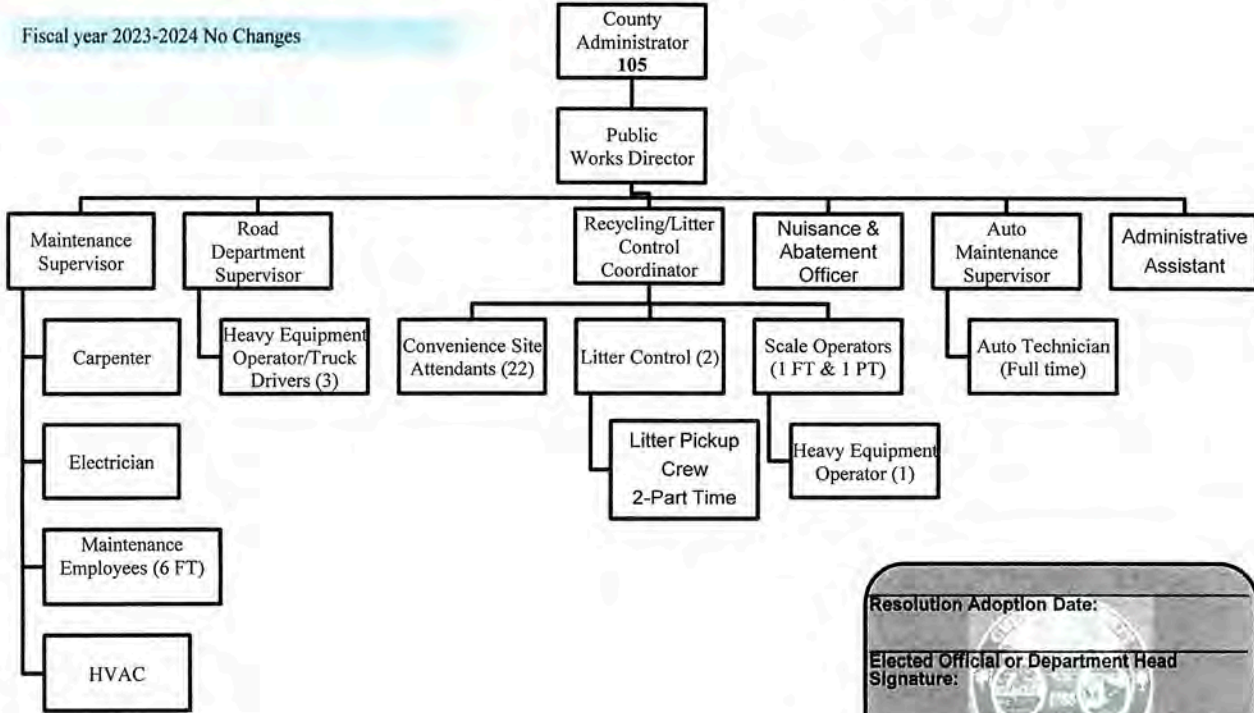 Fiscal year 2023-2024 No Changes
County
Administrator
105
Public
Works Director
Maintenance
Supervisor
Road
Department
Supervisor
Recycling/Litter
Control
Coordinator
Nuisance &
Abatement
Officer
Auto
Maintenance
Supervisor
Administrative
Assistant
Carpenter
Heavy Equipment
Operator/Truck
Drivers (3)
Convenience Site
Attendants (22)
Litter Control (2)
Scale Operators
(1 FT & 1 PT)
Auto Technician
(Full time)
Electrician
Litter Pickup
Crew
2-Part Time
Heavy Equipment
Operator (1)
Maintenance
Employees (6 FT)
HVAC
Resolution Adoption Date:
Elected Official or Department Head
Signature: